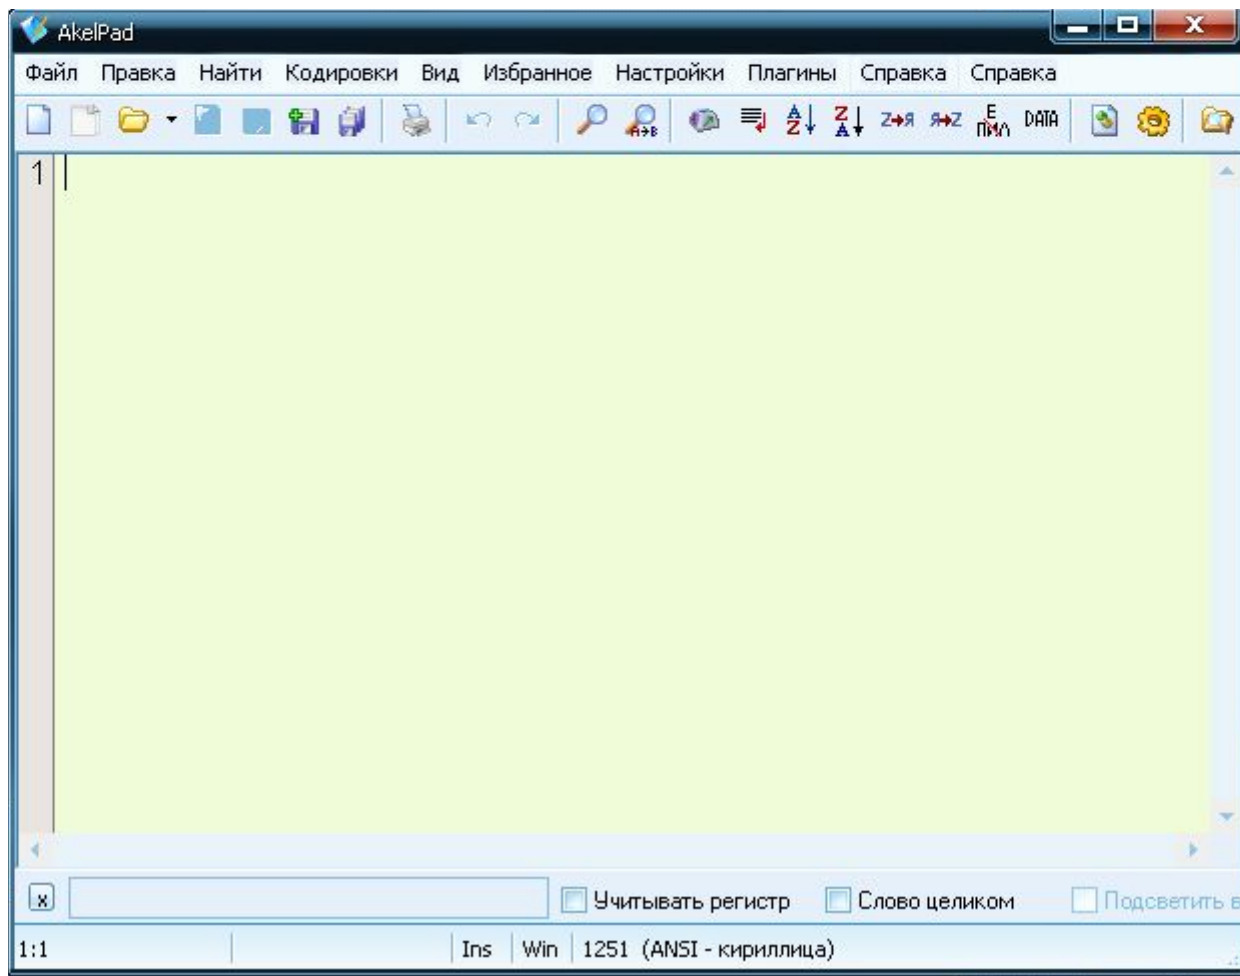 AkelPad
Файл Правка Найти Кодировки Вид Избранное Настройки Плагины Справка Справка
A→B A Z Z A Z→Я Я→Z DATA
1
x Учитывать регистр Слово целиком Подсветить в
1:1 Ins Win 1251 (ANSI - кириллица)